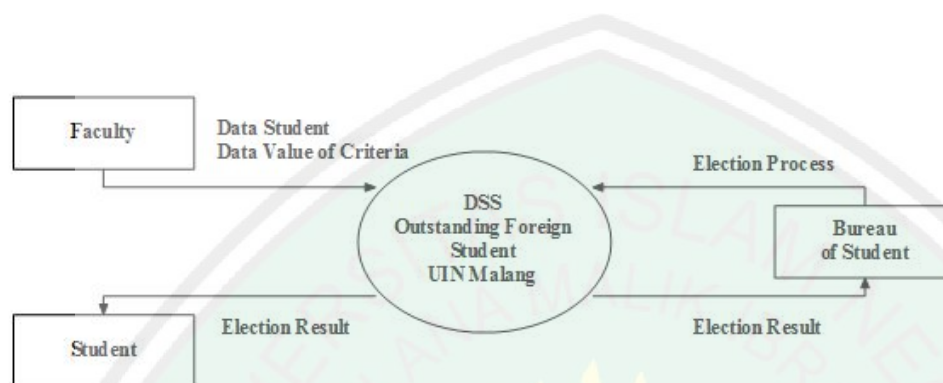 Faculty
Data Student
Data Value of Criteria
Election Process
DSS
Outstanding Foreign
Student
UIN Malang
Bureau
of Student
Election Result
Election Result
Student